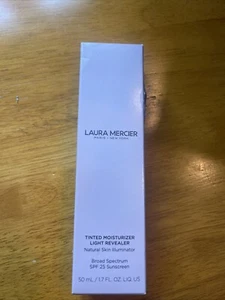 LAURA MERCIER
PARIS – NEW YORK
TINTED MOISTURIZER
LIGHT REVEALER
Natural Skin Illuminator
Broad Spectrum
SPF 25 Sunscreen
50 mL / 1.7 FL. OZ. LIQ. US